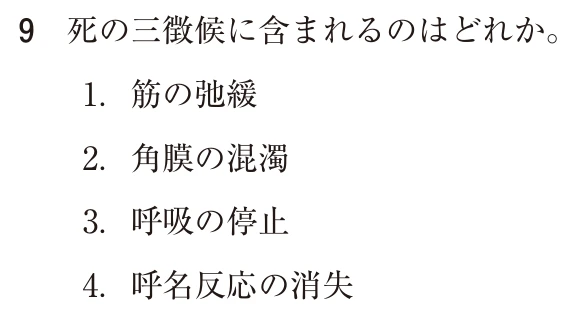 9 死の三徴候に含まれるのはどれか。
1. 筋の弛緩
2. 角膜の混濁
3. 呼吸の停止
4. 呼名反応の消失